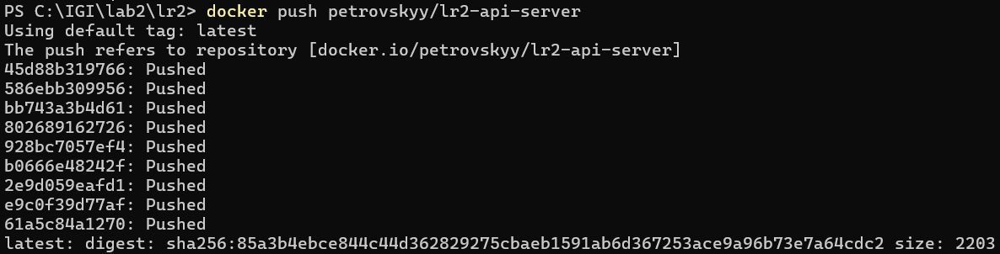 PS C:\IGI\lab2\lr2> docker push petrovskyy/lr2-api-server
Using default tag: latest
The push refers to repository [docker.io/petrovskyy/lr2-api-server]
45d88b319766: Pushed
586ebb309956: Pushed
bb743a3b4d61: Pushed
802689162726: Pushed
928bc7057ef4: Pushed
b0666e48242f: Pushed
2e9d059eafd1: Pushed
e9c0f39d77af: Pushed
61a5c84a1270: Pushed
latest: digest: sha256:85a3b4ebce844c44d362829275cbaeb1591ab6d367253ace9a96b73e7a64cdc2 size: 2203